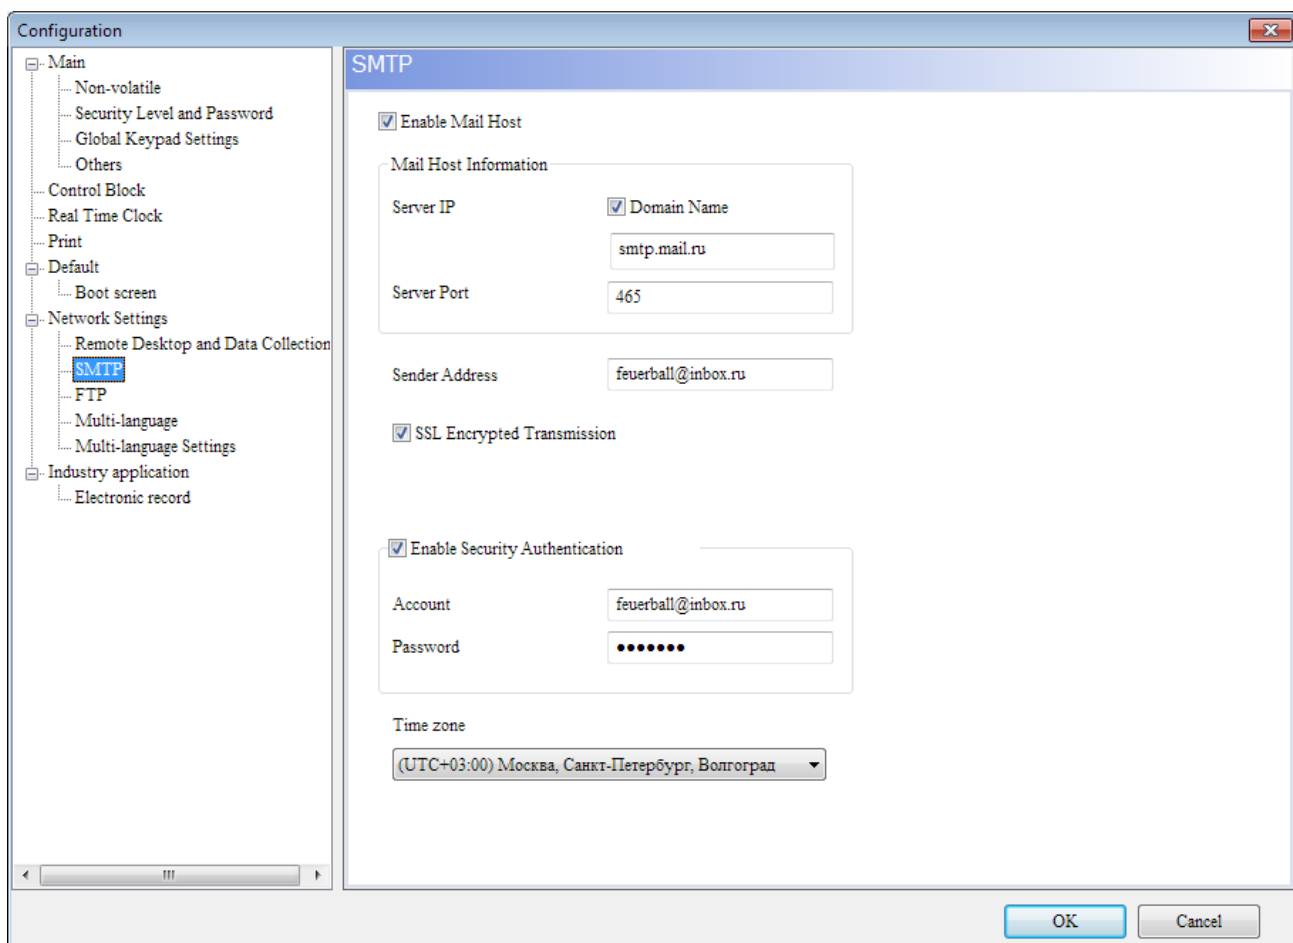 Configuration
Main
Non-volatile
Security Level and Password
Global Keypad Settings
Others
Control Block
Real Time Clock
Print
Default
Boot screen
Network Settings
Remote Desktop and Data Collection
SMTP
FTP
Multi-language
Multi-language Settings
Industry application
Electronic record
SMTP
Enable Mail Host
Mail Host Information
Server IP
Domain Name
smtp.mail.ru
Server Port
465
Sender Address
feuerball@inbox.ru
SSL Encrypted Transmission
Enable Security Authentication
Account
feuerball@inbox.ru
Password
•••••••
Time zone
(UTC+03:00) Москва, Санкт-Петербург, Волгоград
OK
Cancel